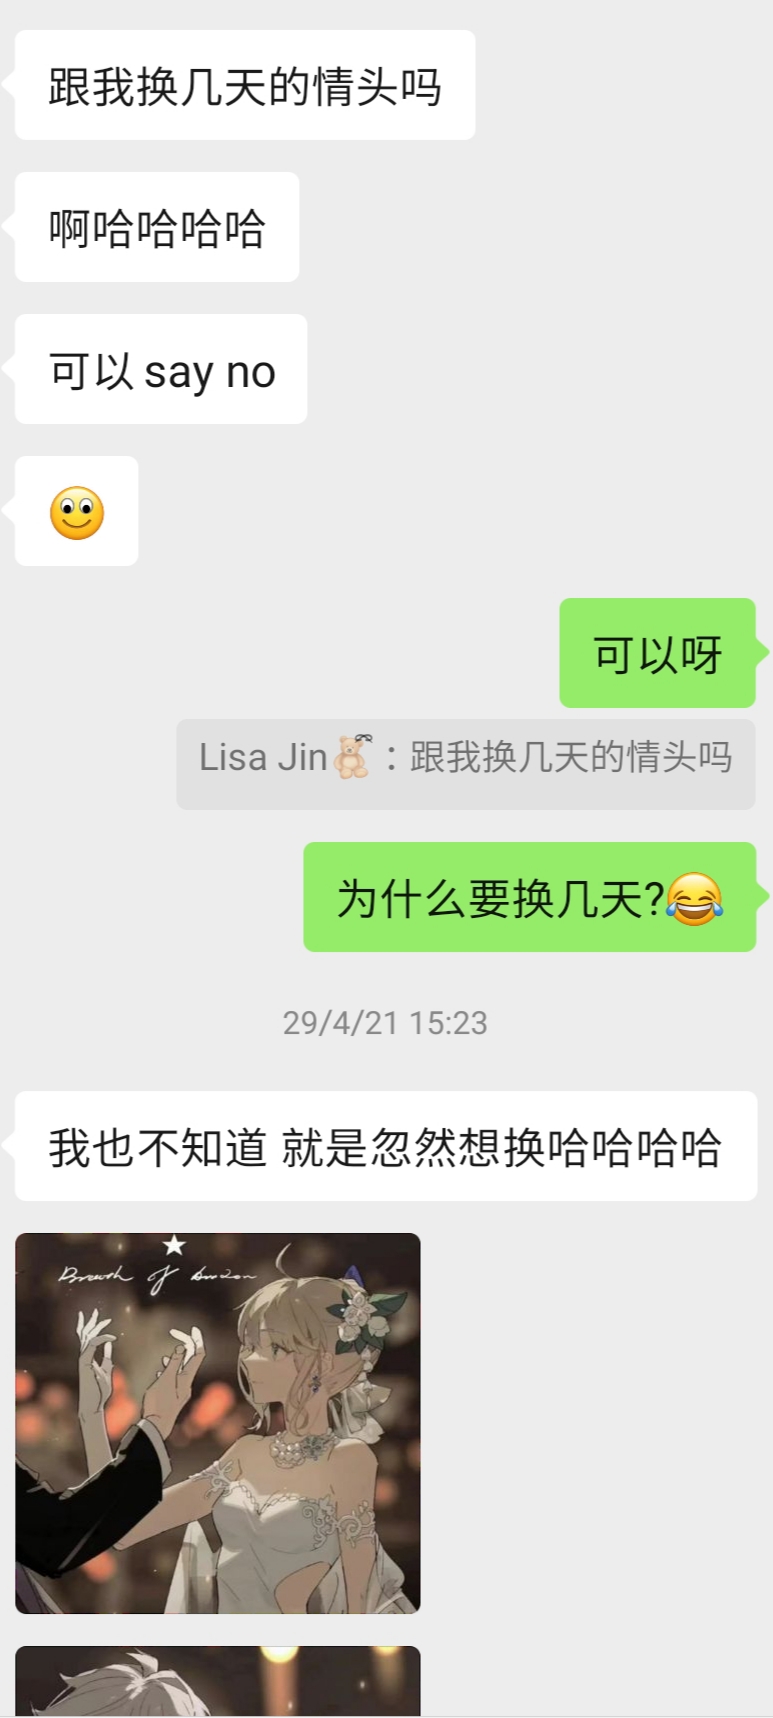 跟我换几天的情头吗
啊哈哈哈哈
可以 say no
可以呀
Lisa Jin🧸：跟我换几天的情头吗
为什么要换几天?😂
29/4/21 15:23
我也不知道 就是忽然想换哈哈哈哈
of